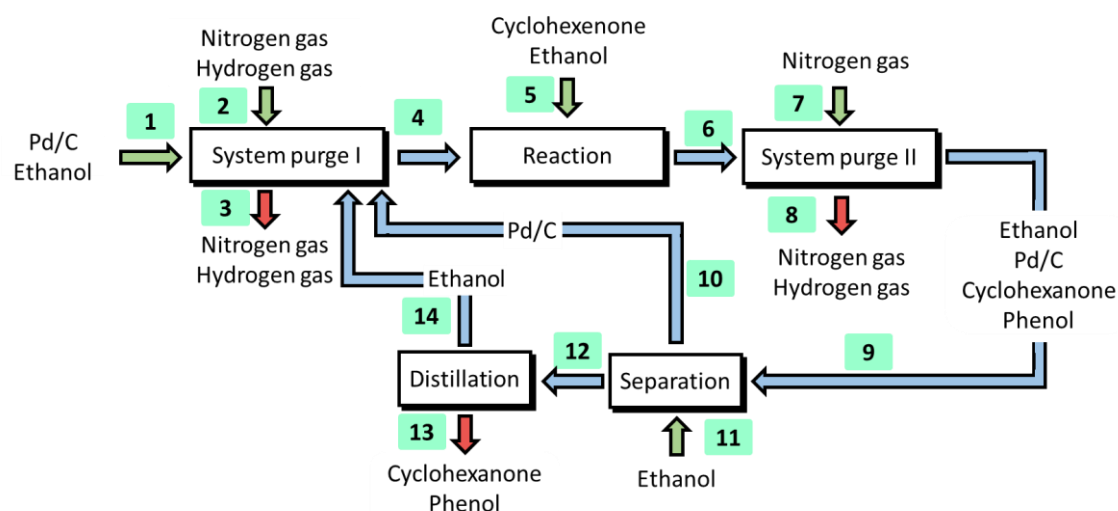 Nitrogen gas
Hydrogen gas
2
Cyclohexenone
Ethanol
5
Nitrogen gas
7
1
Pd/C
Ethanol
System purge I
4
Reaction
6
System purge II
3
Nitrogen gas
Hydrogen gas
8
Nitrogen gas
Hydrogen gas
Ethanol
Pd/C
Cyclohexanone
Phenol
Pd/C
10
Ethanol
14
12
9
Distillation
Separation
13
Cyclohexanone
Phenol
11
Ethanol